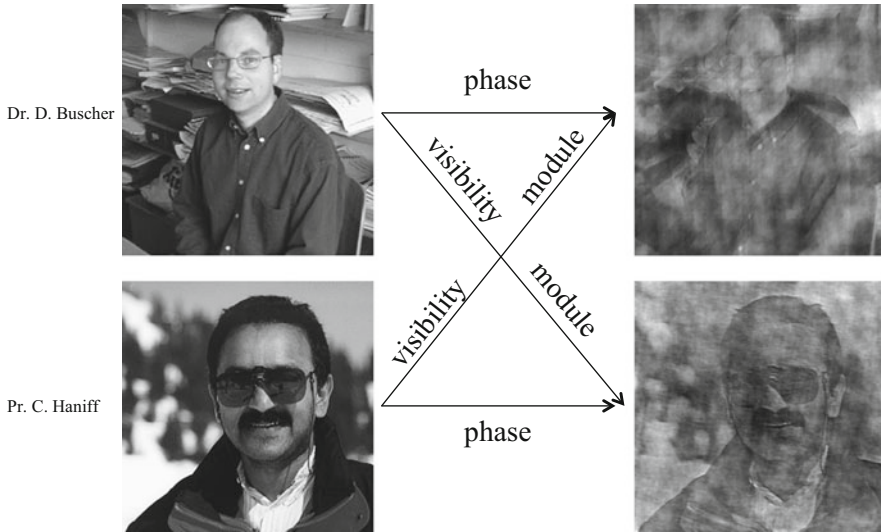 phase
Dr. D. Buscher
visibility
module
visibility
module
Pr. C. Haniff
phase